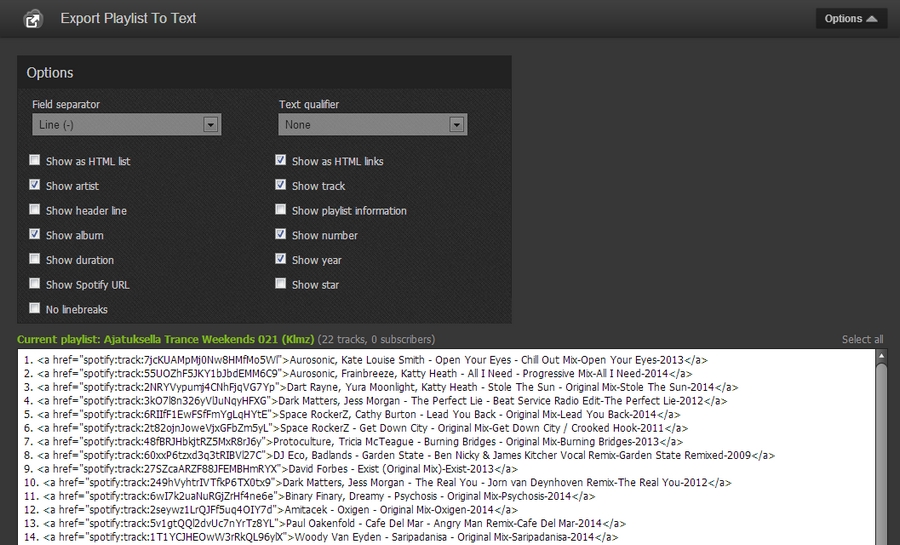 Export Playlist To Text
Options
Options
Field separator Text qualifier
Line (-) None
Show as HTML list Show as HTML links
Show artist Show track
Show header line Show playlist information
Show album Show number
Show duration Show year
Show Spotify URL Show star
No linebreaks
Current playlist: Ajatuksella Trance Weekends 021 (Klmz) (22 tracks, 0 subscribers) Select all
1. <a href="spotify:track:7jcKUAMpMj0Nw8HMfMo5Wl">Aurosonic, Kate Louise Smith - Open Your Eyes - Chill Out Mix-Open Your Eyes-2013</a>
2. <a href="spotify:track:55UOZhF5JKY1bJbdEMM6C9">Aurosonic, Frainbreeze, Katty Heath - All I Need - Progressive Mix-All I Need-2014</a>
3. <a href="spotify:track:2NRYVypumj4CNhFjqVG7Yp">Dart Rayne, Yura Moonlight, Katty Heath - Stole The Sun - Original Mix-Stole The Sun-2014</a>
4. <a href="spotify:track:3kO7l8n326yVlJuNqyHFXG">Dark Matters, Jess Morgan - The Perfect Lie - Beat Service Radio Edit-The Perfect Lie-2012</a>
5. <a href="spotify:track:6RIIfF1EwFSfFmYgLqHYtE">Space RockerZ, Cathy Burton - Lead You Back - Original Mix-Lead You Back-2014</a>
6. <a href="spotify:track:2t82ojnJoweVjxGFbZm5yL">Space RockerZ - Get Down City - Original Mix-Get Down City / Crooked Hook-2011</a>
7. <a href="spotify:track:48fBRJHbkjtRZ5MxR8rJ6y">Protoculture, Tricia McTeague - Burning Bridges - Original Mix-Burning Bridges-2013</a>
8. <a href="spotify:track:60xxP6tzxd3q3tRIBVl27C">DJ Eco, Badlands - Garden State - Ben Nicky & James Kitcher Vocal Remix-Garden State Remixed-2009</a>
9. <a href="spotify:track:27SZcaARZF88JFEMBHmRYX">David Forbes - Exist (Original Mix)-Exist-2013</a>
10. <a href="spotify:track:249hVyhtrIVTfkP6TX0tx9">Dark Matters, Jess Morgan - The Real You - Jorn van Deynhoven Remix-The Real You-2012</a>
11. <a href="spotify:track:6wI7k2uaNuRGjZrHf4ne6e">Binary Finary, Dreamy - Psychosis - Original Mix-Psychosis-2014</a>
12. <a href="spotify:track:2seywz1LrQJFf5uq4OIY7d">Amitacek - Oxigen - Original Mix-Oxigen-2014</a>
13. <a href="spotify:track:5v1gtQQl2dvUc7nYrTz8YL">Paul Oakenfold - Cafe Del Mar - Angry Man Remix-Cafe Del Mar-2014</a>
14. <a href="spotify:track:1T1YCJHEOwW3rRkQL96ylX">Woody Van Eyden - Saripadanisa - Original Mix-Saripadanisa-2014</a>